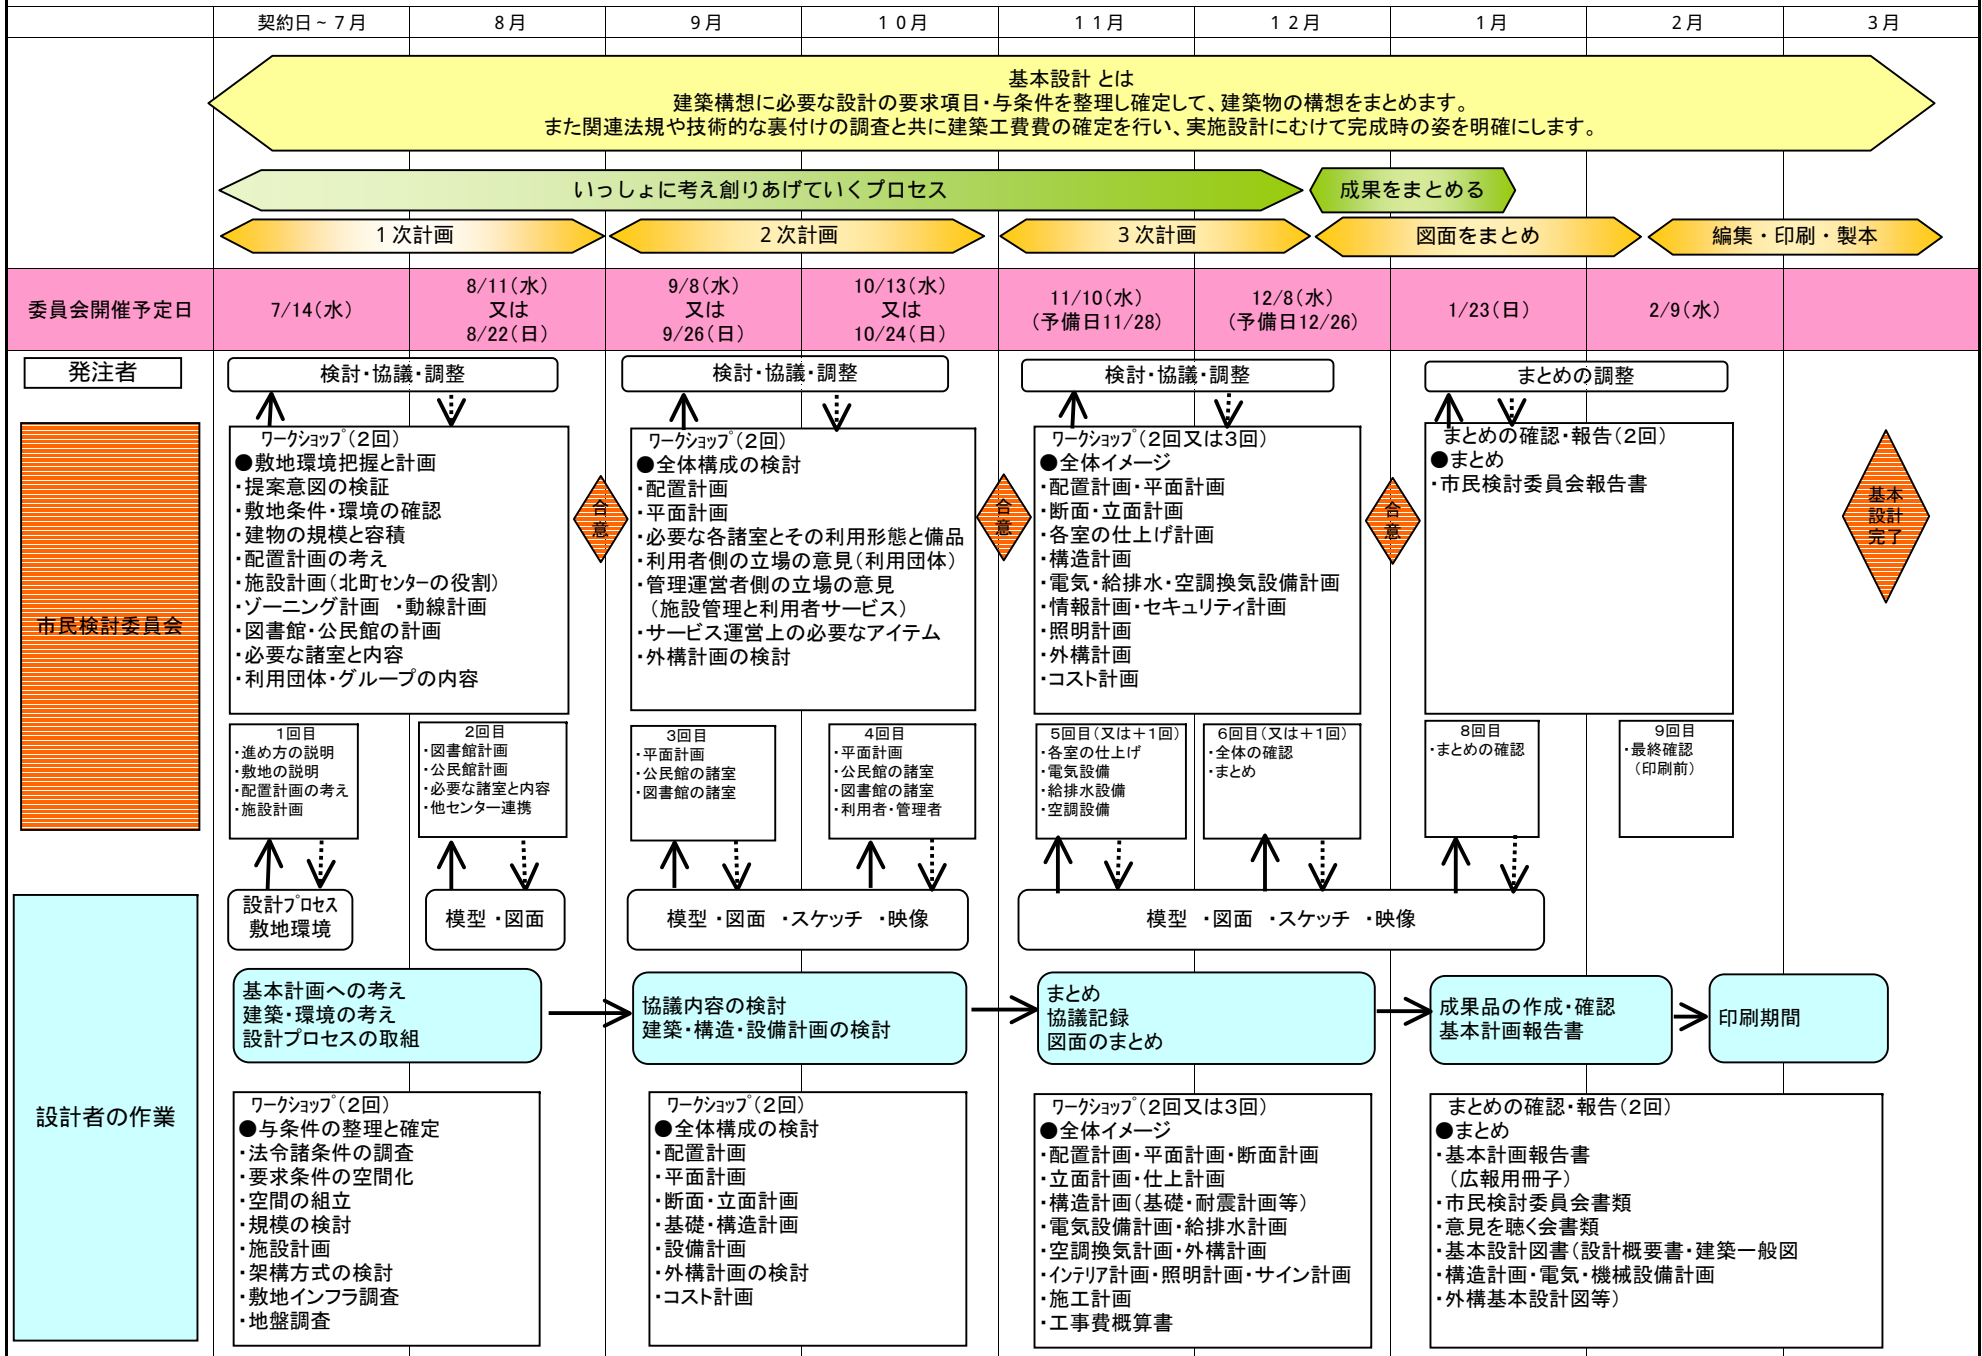 契約日~7月
8月
9月
10月
11月
12月
1月
2月
3月
基本設計 とは
建築構想に必要な設計の要求項目・与条件を整理し確定して、建築物の構想をまとめます。
また関連法規や技術的な裏付けの調査と共に建築工費費の確定を行い、実施設計にむけて完成時の姿を明確にします。
いっしょに考え創りあげていくプロセス
成果をまとめる
1次計画
2次計画
3次計画
図面をまとめ
編集・印刷・製本
委員会開催予定日
7/14(水)
8/11(水)
又は
8/22(日)
9/8(水)
又は
9/26(日)
10/13(水)
又は
10/24(日)
11/10(水)
(予備日11/28)
12/8(水)
(予備日12/26)
1/23(日)
2/9(水)
発注者
検討・協議・調整
検討・協議・調整
検討・協議・調整
まとめの調整
市民検討委員会
ワークショップ(2回)
●敷地環境把握と計画
・提案意図の検証
・敷地条件・環境の確認
・建物の規模と容積
・配置計画の考え
・施設計画(北町センターの役割)
・ゾーニング計画 ・動線計画
・図書館・公民館の計画
・必要な諸室と内容
・利用団体・グループの内容
合意
ワークショップ(2回)
●全体構成の検討
・配置計画
・平面計画
・必要な各諸室とその利用形態と備品
・利用者側の立場の意見(利用団体)
・管理運営者側の立場の意見
(施設管理と利用者サービス)
・サービス運営上の必要なアイテム
・外構計画の検討
合意
ワークショップ(2回又は3回)
●全体イメージ
・配置計画・平面計画
・断面・立面計画
・各室の仕上げ計画
・構造計画
・電気・給排水・空調換気設備計画
・情報計画・セキュリティ計画
・照明計画
・外構計画
・コスト計画
合意
まとめの確認・報告(2回)
●まとめ
・市民検討委員会報告書
基本
設計
完了
1回目
・進め方の説明
・敷地の説明
・配置計画の考え
・施設計画
2回目
・図書館計画
・公民館計画
・必要な諸室と内容
・他センター連携
3回目
・平面計画
・公民館の諸室
・図書館の諸室
4回目
・平面計画
・公民館の諸室
・図書館の諸室
・利用者・管理者
5回目(又は+1回)
・各室の仕上げ
・電気設備
・給排水設備
・空調設備
6回目(又は+1回)
・全体の確認
・まとめ
8回目
・まとめの確認
9回目
・最終確認
(印刷前)
設計プロセス
敷地環境
模型 ・図面
模型 ・図面 ・スケッチ ・映像
模型 ・図面 ・スケッチ ・映像
設計者の作業
基本計画への考え
建築・環境の考え
設計プロセスの取組
協議内容の検討
建築・構造・設備計画の検討
まとめ
協議記録
図面のまとめ
成果品の作成・確認
基本計画報告書
印刷期間
ワークショップ(2回)
●与条件の整理と確定
・法令諸条件の調査
・要求条件の空間化
・空間の組立
・規模の検討
・施設計画
・架構方式の検討
・敷地インフラ調査
・地盤調査
ワークショップ(2回)
●全体構成の検討
・配置計画
・平面計画
・断面・立面計画
・基礎・構造計画
・設備計画
・外構計画の検討
・コスト計画
ワークショップ(2回又は3回)
●全体イメージ
・配置計画・平面計画・断面計画
・立面計画・仕上計画
・構造計画(基礎・耐震計画等)
・電気設備計画・給排水計画
・空調換気計画・外構計画
・インテリア計画・照明計画・サイン計画
・施工計画
・工事費概算書
まとめの確認・報告(2回)
●まとめ
・基本計画報告書
(広報用冊子)
・市民検討委員会書類
・意見を聴く会書類
・基本設計図書(設計概要書・建築一般図
・構造計画・電気・機械設備計画
・外構基本設計図等)